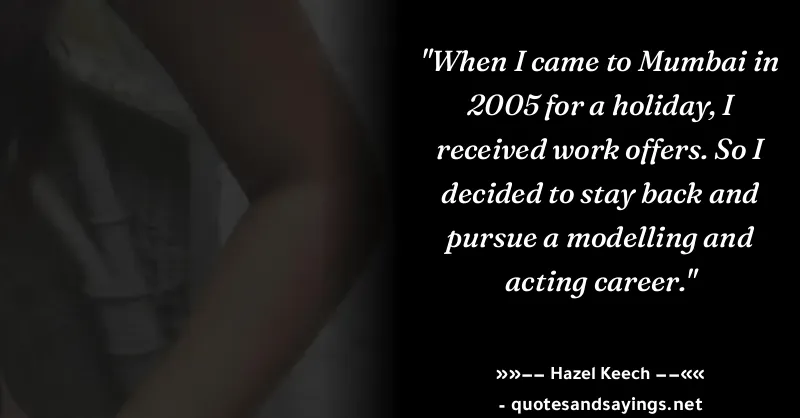 "When I came to Mumbai in
2005 for a holiday, I
received work offers. So I
decided to stay back and
pursue a modelling and
acting career."
»»−− Hazel Keech −−««
- quotesandsayings.net